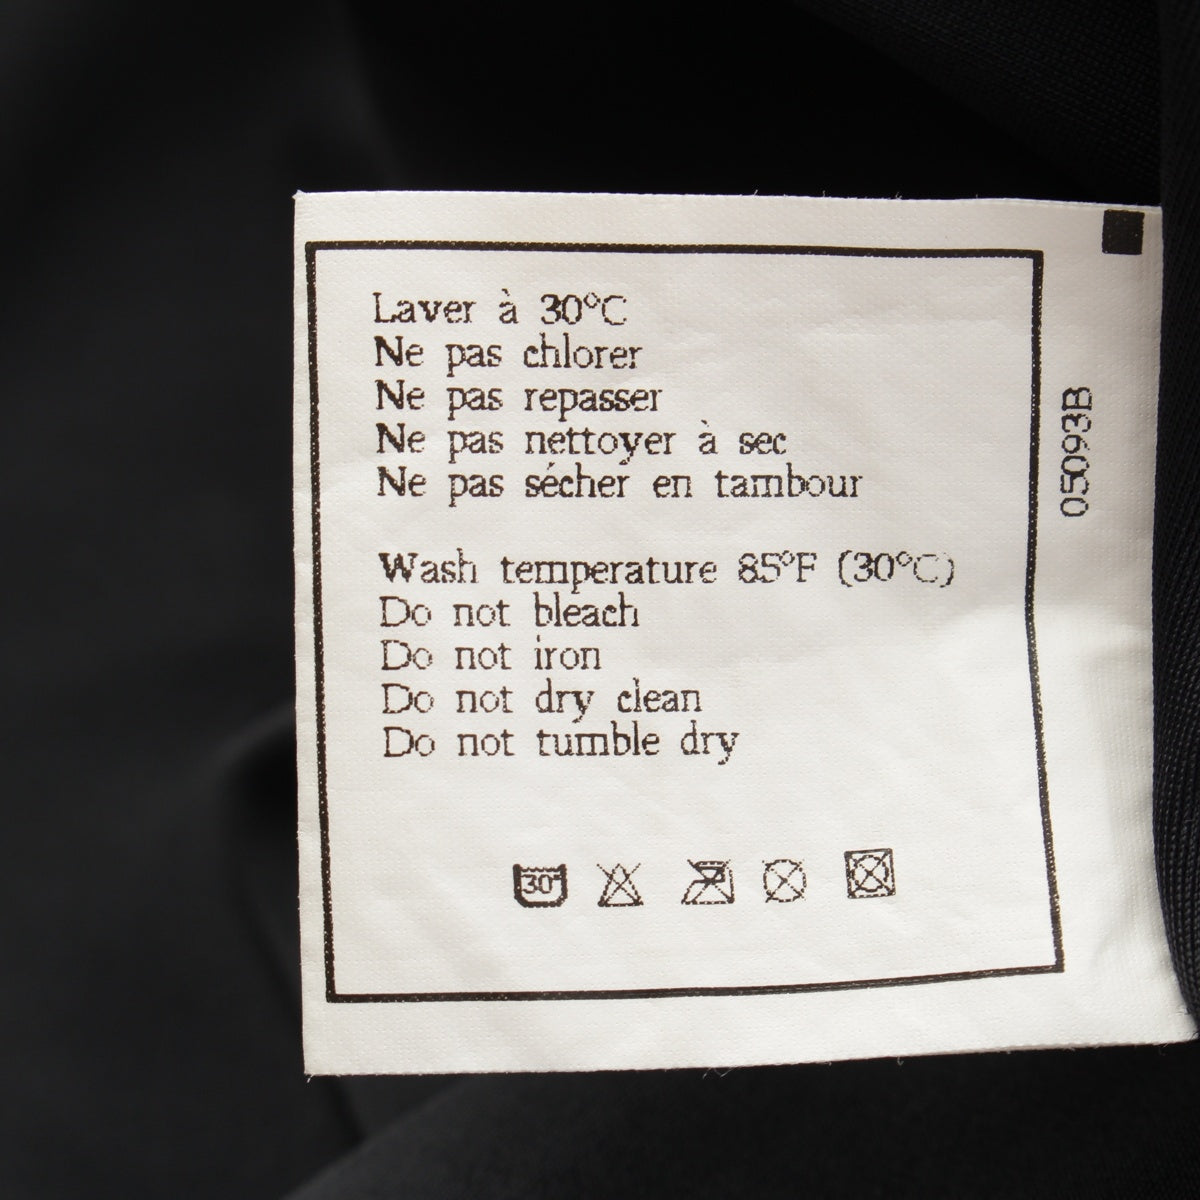 Laver à 30°C
Ne pas chlorer
Ne pas repasser
Ne pas nettoyer à sec
Ne pas sécher en tambour
Wash temperature 85°F (30°C)
Do not bleach
Do not iron
Do not dry clean
Do not tumble dry
30°
05093B